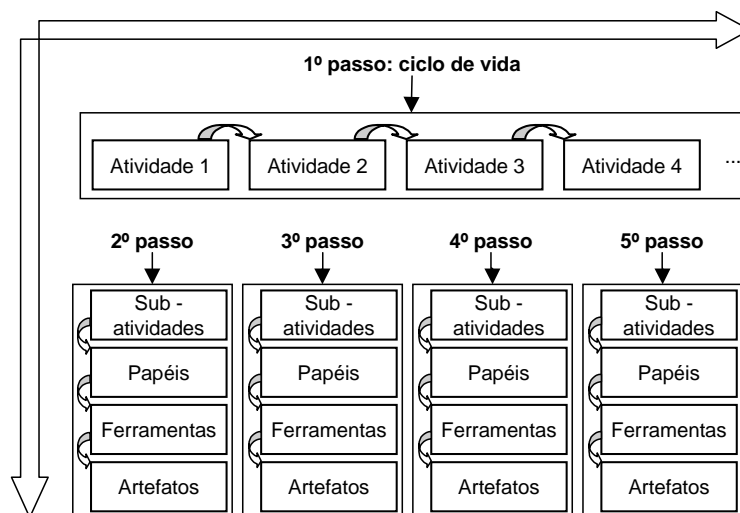 1º passo: ciclo de vida
Atividade 1
Atividade 2
Atividade 3
Atividade 4
...
2º passo
3º passo
4º passo
5º passo
Sub -
atividades
Papéis
Ferramentas
Artefatos
Sub -
atividades
Papéis
Ferramentas
Artefatos
Sub -
atividades
Papéis
Ferramentas
Artefatos
Sub -
atividades
Papéis
Ferramentas
Artefatos